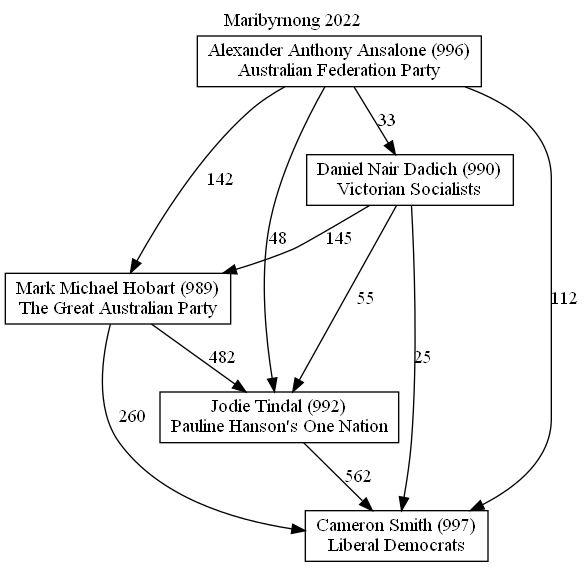 Maribyrnong 2022
Alexander Anthony Ansalone (996)
Australian Federation Party
33
Daniel Nair Dadich (990)
Victorian Socialists
142
48
145
Mark Michael Hobart (989)
The Great Australian Party
55
112
482
25
Jodie Tindal (992)
Pauline Hanson's One Nation
260
562
Cameron Smith (997)
Liberal Democrats